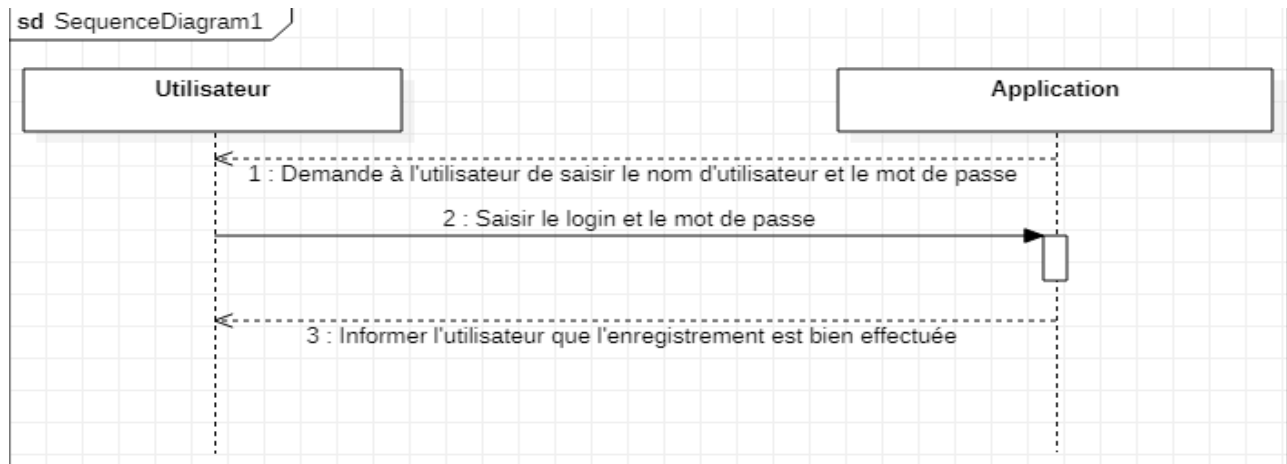 sd SequenceDiagram1
Utilisateur
Application
1 : Demande à l'utilisateur de saisir le nom d'utilisateur et le mot de passe
2 : Saisir le login et le mot de passe
3 : Informer l'utilisateur que l'enregistrement est bien effectuée